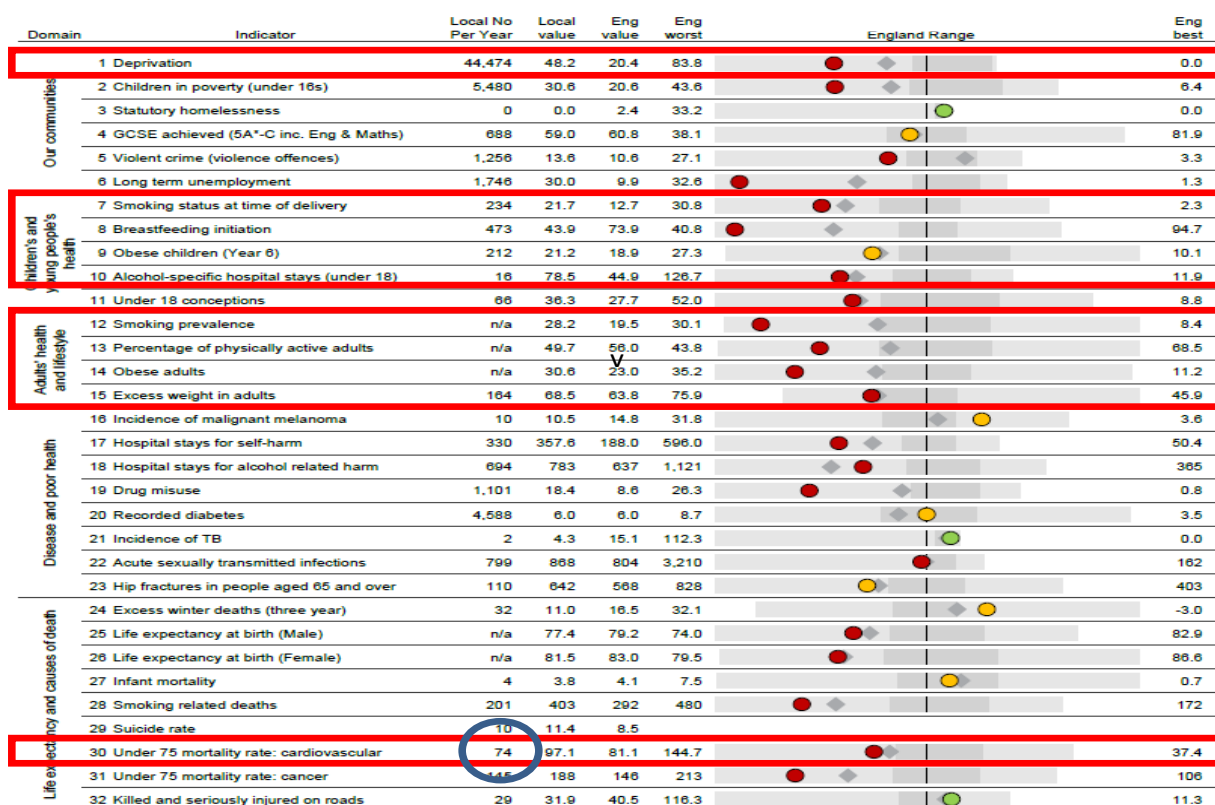 Domain Indicator Local No Per Year Local value Eng value Eng worst England Range Eng best
Our communities
1 Deprivation 44,474 48.2 20.4 83.8 0.0
2 Children in poverty (under 16s) 5,480 30.6 20.6 43.6 6.4
3 Statutory homelessness 0 0.0 2.4 33.2 0.0
4 GCSE achieved (5A*-C inc. Eng & Maths) 688 59.0 60.8 38.1 81.9
5 Violent crime (violence offences) 1,256 13.6 10.6 27.1 3.3
6 Long term unemployment 1,746 30.0 9.9 32.6 1.3
Children's and young people's health
7 Smoking status at time of delivery 234 21.7 12.7 30.8 2.3
8 Breastfeeding initiation 473 43.9 73.9 40.8 94.7
9 Obese children (Year 6) 212 21.2 18.9 27.3 10.1
10 Alcohol-specific hospital stays (under 18) 16 78.5 44.9 126.7 11.9
11 Under 18 conceptions 66 36.3 27.7 52.0 8.8
Adults' health and lifestyle
12 Smoking prevalence n/a 28.2 19.5 30.1 8.4
13 Percentage of physically active adults n/a 49.7 56.0 43.8 68.5
v
14 Obese adults n/a 30.6 23.0 35.2 11.2
15 Excess weight in adults 164 68.5 63.8 75.9 45.9
Disease and poor health
16 Incidence of malignant melanoma 10 10.5 14.8 31.8 3.6
17 Hospital stays for self-harm 330 357.6 188.0 596.0 50.4
18 Hospital stays for alcohol related harm 694 783 637 1,121 365
19 Drug misuse 1,101 18.4 8.6 26.3 0.8
20 Recorded diabetes 4,588 6.0 6.0 8.7 3.5
21 Incidence of TB 2 4.3 15.1 112.3 0.0
22 Acute sexually transmitted infections 799 868 804 3,210 162
23 Hip fractures in people aged 65 and over 110 642 568 828 403
Life expectancy and causes of death
24 Excess winter deaths (three year) 32 11.0 16.5 32.1 -3.0
25 Life expectancy at birth (Male) n/a 77.4 79.2 74.0 82.9
26 Life expectancy at birth (Female) n/a 81.5 83.0 79.5 86.6
27 Infant mortality 4 3.8 4.1 7.5 0.7
28 Smoking related deaths 201 403 292 480 172
29 Suicide rate 10 11.4 8.5
30 Under 75 mortality rate: cardiovascular 74 97.1 81.1 144.7 37.4
31 Under 75 mortality rate: cancer 145 188 146 213 106
32 Killed and seriously injured on roads 29 31.9 40.5 116.3 11.3